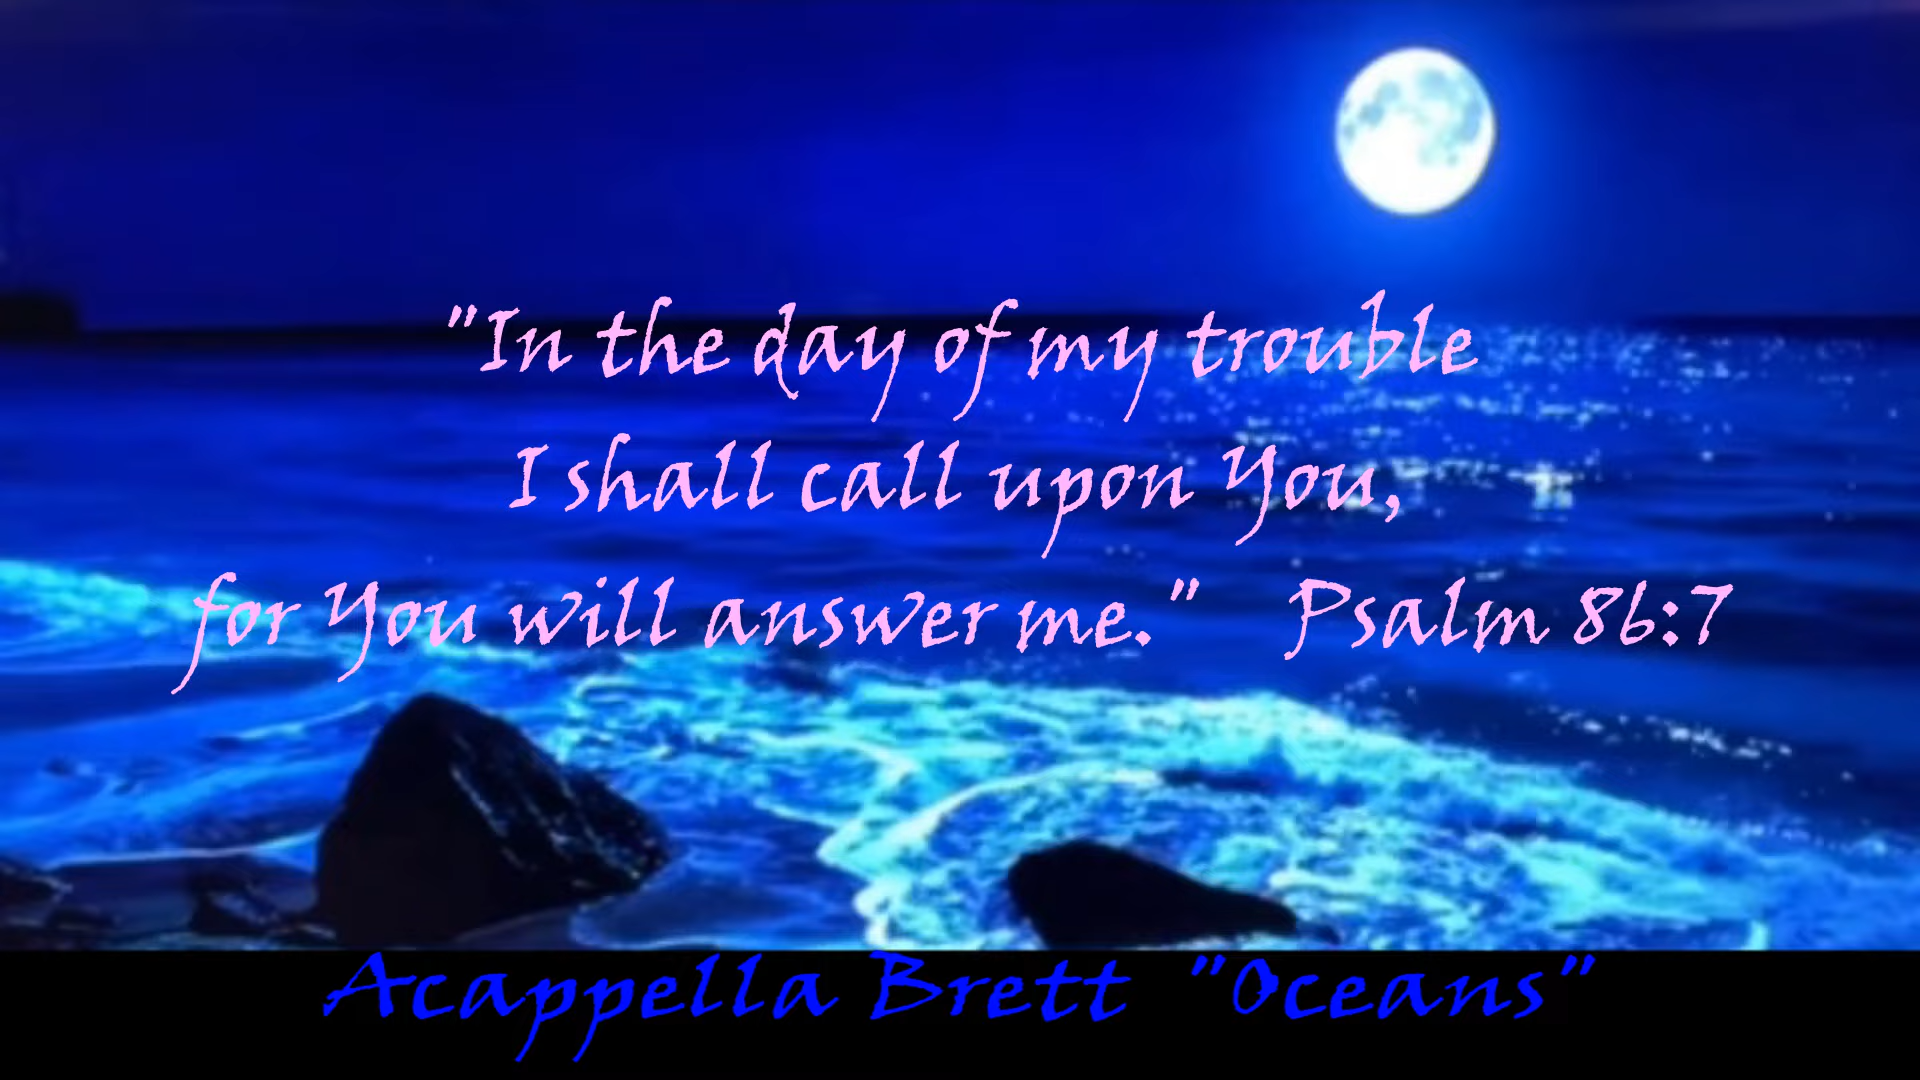 "In the day of my trouble
I shall call upon You,
for You will answer me."   Psalm 86:7
Acappella Brett  "Oceans"